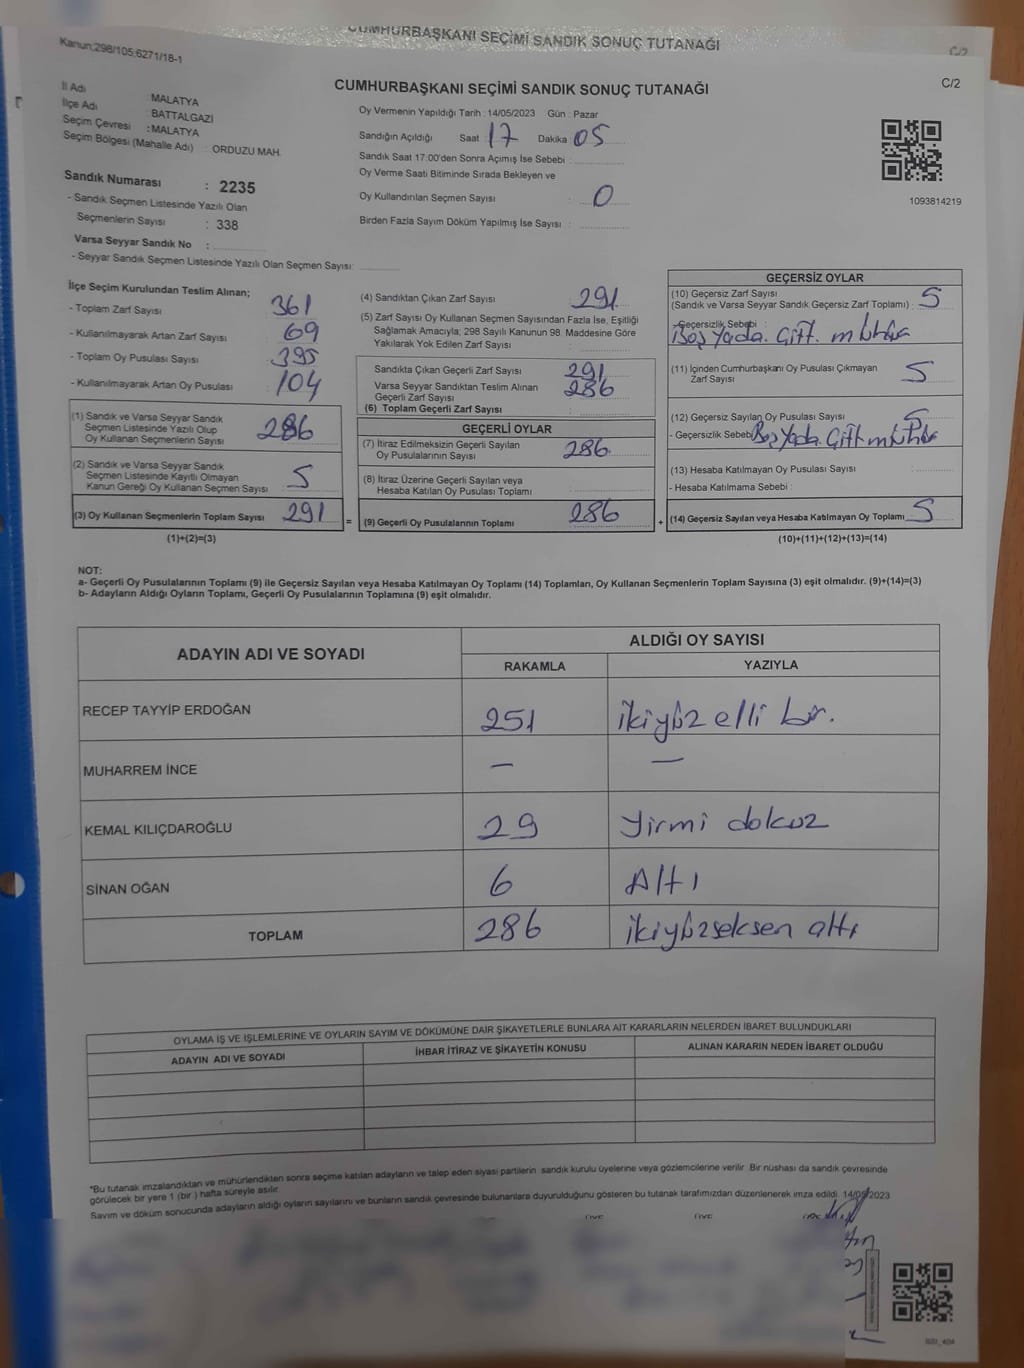 CUMHURBAŞKANI SEÇİMİ SANDIK SONUÇ TUTANAĞI
C/2
Kanun;298/105;6271/18-1
CUMHURBAŞKANI SEÇİMİ SANDIK SONUÇ TUTANAĞI
C/2
İl Adı : MALATYA
İlçe Adı : BATTALGAZİ
Seçim Çevresi : MALATYA
Seçim Bölgesi (Mahalle Adı) : ORDUZU MAH.
Sandık Numarası : 2235
- Sandık Seçmen Listesinde Yazılı Olan
Seçmenlerin Sayısı : 338
Varsa Seyyar Sandık No :
- Seyyar Sandık Seçmen Listesinde Yazılı Olan Seçmen Sayısı:
Oy Vermenin Yapıldığı Tarih : 14/05/2023 Gün : Pazar
Sandığın Açıldığı Saat : 17 Dakika : 05
Sandık Saat 17:00'den Sonra Açımış İse Sebebi :
Oy Verme Saati Bitiminde Sırada Bekleyen ve
Oy Kullandırılan Seçmen Sayısı : 0
Birden Fazla Sayım Döküm Yapılmış İse Sayısı :
1093814219
İlçe Seçim Kurulundan Teslim Alınan;
- Toplam Zarf Sayısı : 361
- Kullanılmayarak Artan Zarf Sayısı : 69
- Toplam Oy Pusulası Sayısı : 395
- Kullanılmayarak Artan Oy Pusulası : 104
(1) Sandık ve Varsa Seyyar Sandık
Seçmen Listesinde Yazılı Olup
Oy Kullanan Seçmenlerin Sayısı : 286
(2) Sandık ve Varsa Seyyar Sandık
Seçmen Listesinde Kayıtlı Olmayan
Kanun Gereği Oy Kullanan Seçmen Sayısı : 5
(3) Oy Kullanan Seçmenlerin Toplam Sayısı : 291
(1)+(2)=(3)
(4) Sandıktan Çıkan Zarf Sayısı : 291
(5) Zarf Sayısı Oy Kullanan Seçmen Sayısından Fazla İse, Eşitliği
Sağlamak Amacıyla; 298 Sayılı Kanunun 98. Maddesine Göre
Yakılarak Yok Edilen Zarf Sayısı :
Sandıkta Çıkan Geçerli Zarf Sayısı : 291
Varsa Seyyar Sandıktan Teslim Alınan 286
Geçerli Zarf Sayısı
(6) Toplam Geçerli Zarf Sayısı :
GEÇERLİ OYLAR
(7) İtiraz Edilmeksizin Geçerli Sayılan
Oy Pusulalarının Sayısı : 286
(8) İtiraz Üzerine Geçerli Sayılan veya
Hesaba Katılan Oy Pusulası Toplamı :
= (9) Geçerli Oy Pusulalarının Toplamı : 286
GEÇERSİZ OYLAR
(10) Geçersiz Zarf Sayısı
(Sandık ve Varsa Seyyar Sandık Geçersiz Zarf Toplamı) : 5
-Geçersizlik Sebebi :
Boş Yada. Çift. mühür
(11) İçinden Cumhurbaşkanı Oy Pusulası Çıkmayan
Zarf Sayısı : 5
(12) Geçersiz Sayılan Oy Pusulası Sayısı : 5
- Geçersizlik Sebebi Boş Yada. Çift mühür
(13) Hesaba Katılmayan Oy Pusulası Sayısı :
- Hesaba Katılmama Sebebi :
+ (14) Geçersiz Sayılan veya Hesaba Katılmayan Oy Toplamı 5
(10)+(11)+(12)+(13)=(14)
NOT:
a- Geçerli Oy Pusulalarının Toplamı (9) ile Geçersiz Sayılan veya Hesaba Katılmayan Oy Toplamı (14) Toplamları, Oy Kullanan Seçmenlerin Toplam Sayısına (3) eşit olmalıdır. (9)+(14)=(3)
b- Adayların Aldığı Oyların Toplamı, Geçerli Oy Pusulalarının Toplamına (9) eşit olmalıdır.
ADAYIN ADI VE SOYADI
ALDIĞI OY SAYISI
RAKAMLA YAZIYLA
RECEP TAYYİP ERDOĞAN 251 ikiyüz elli bir.
MUHARREM İNCE — —
KEMAL KILIÇDAROĞLU 29 Yirmi dokuz
SİNAN OĞAN 6 Altı
TOPLAM 286 ikiyüzseksen altı
OYLAMA İŞ VE İŞLEMLERİNE VE OYLARIN SAYIM VE DÖKÜMÜNE DAİR ŞİKAYETLERLE BUNLARA AİT KARARLARIN NELERDEN İBARET BULUNDUKLARI
ADAYIN ADI VE SOYADI İHBAR İTİRAZ VE ŞİKAYETİN KONUSU ALINAN KARARIN NEDEN İBARET OLDUĞU
*Bu tutanak imzalandıktan ve mühürlendikten sonra seçime katılan adayların ve talep eden siyasi partilerin sandık kurulu üyelerine veya gözlemcilerine verilir. Bir nüshası da sandık çevresinde
görülecek bir yere 1 (bir) hafta süreyle asılır.
Sayım ve döküm sonucunda adayların aldığı oyların sayılarını ve bunların sandık çevresinde bulunanlara duyurulduğunu gösteren bu tutanak tarafımızdan düzenlenerek imza edildi. 14/05/2023